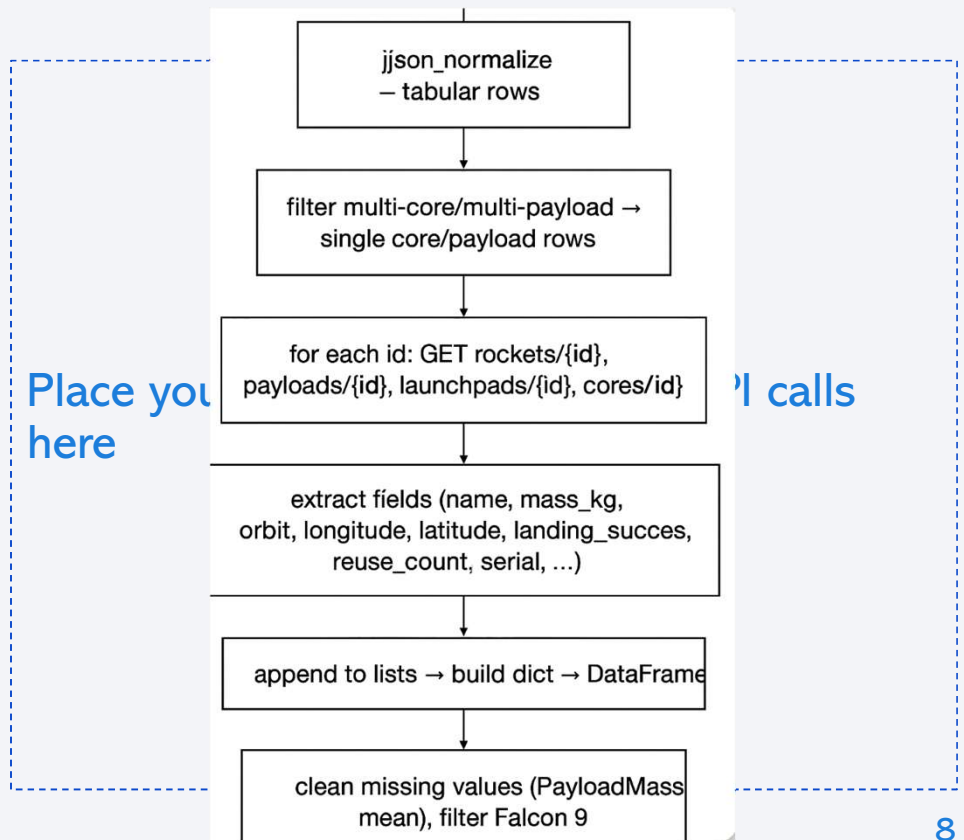 jjson_normalize
– tabular rows
filter multi-core/multi-payload →
single core/payload rows
for each id: GET rockets/{id},
payloads/{id}, launchpads/{id}, cores/id}
Place you
I calls
here
extract fields (name, mass_kg,
orbit, longitude, latitude, landing_succes,
reuse_count, serial, ...)
append to lists → build dict → DataFrame
clean missing values (PayloadMass
mean), filter Falcon 9
8